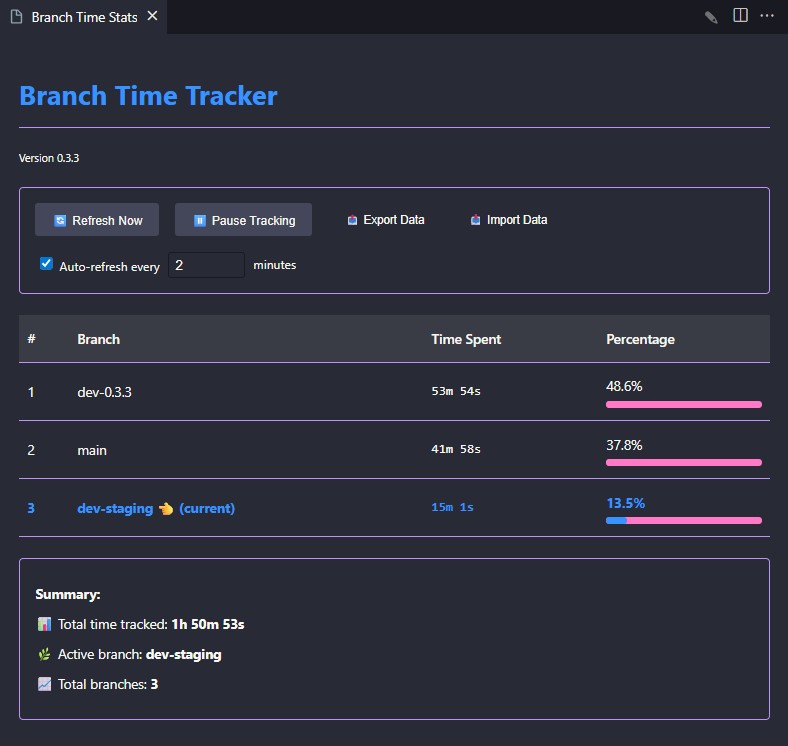 Branch Time Stats
Branch Time Tracker
Version 0.3.3
Refresh Now Pause Tracking Export Data Import Data
Auto-refresh every 2 minutes
# Branch Time Spent Percentage
1 dev-0.3.3 53m 54s 48.6%
2 main 41m 58s 37.8%
3 dev-staging 👈 (current) 15m 1s 13.5%
Summary:
📊 Total time tracked: 1h 50m 53s
🌿 Active branch: dev-staging
📈 Total branches: 3